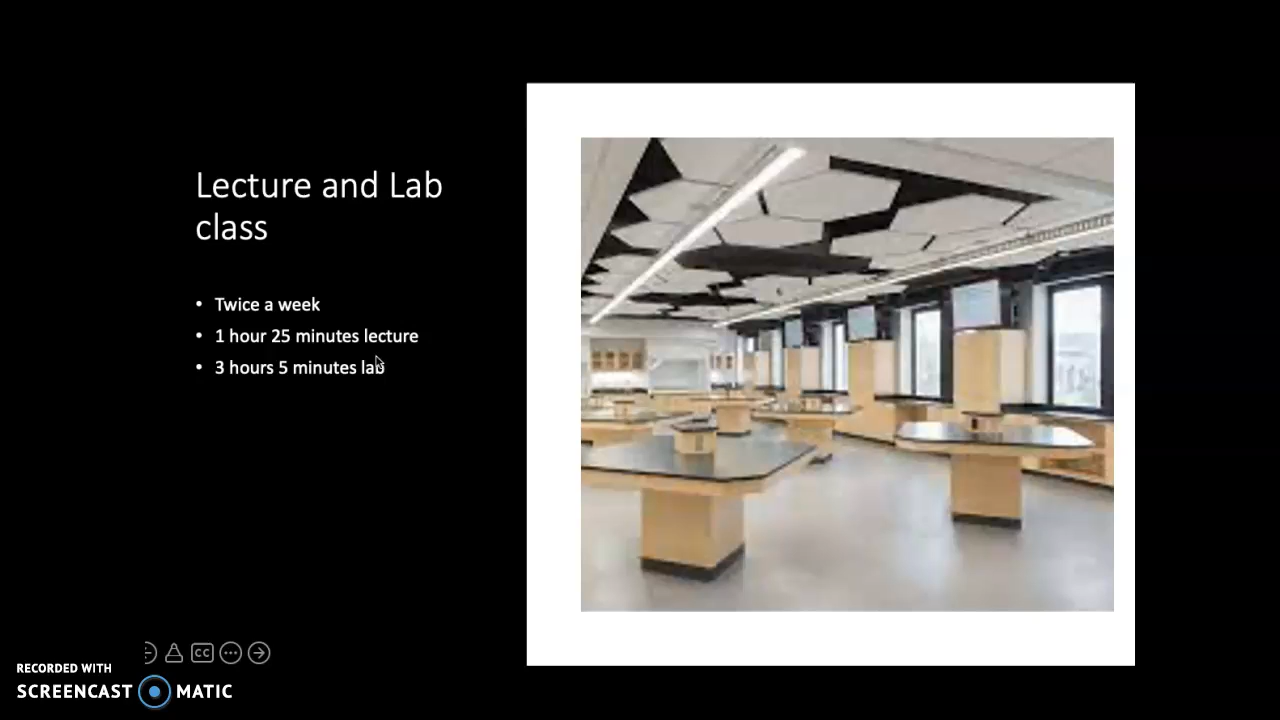 Lecture and Lab
class
• Twice a week
• 1 hour 25 minutes lecture
• 3 hours 5 minutes lab
CC
RECORDED WITH
SCREENCAST MATIC